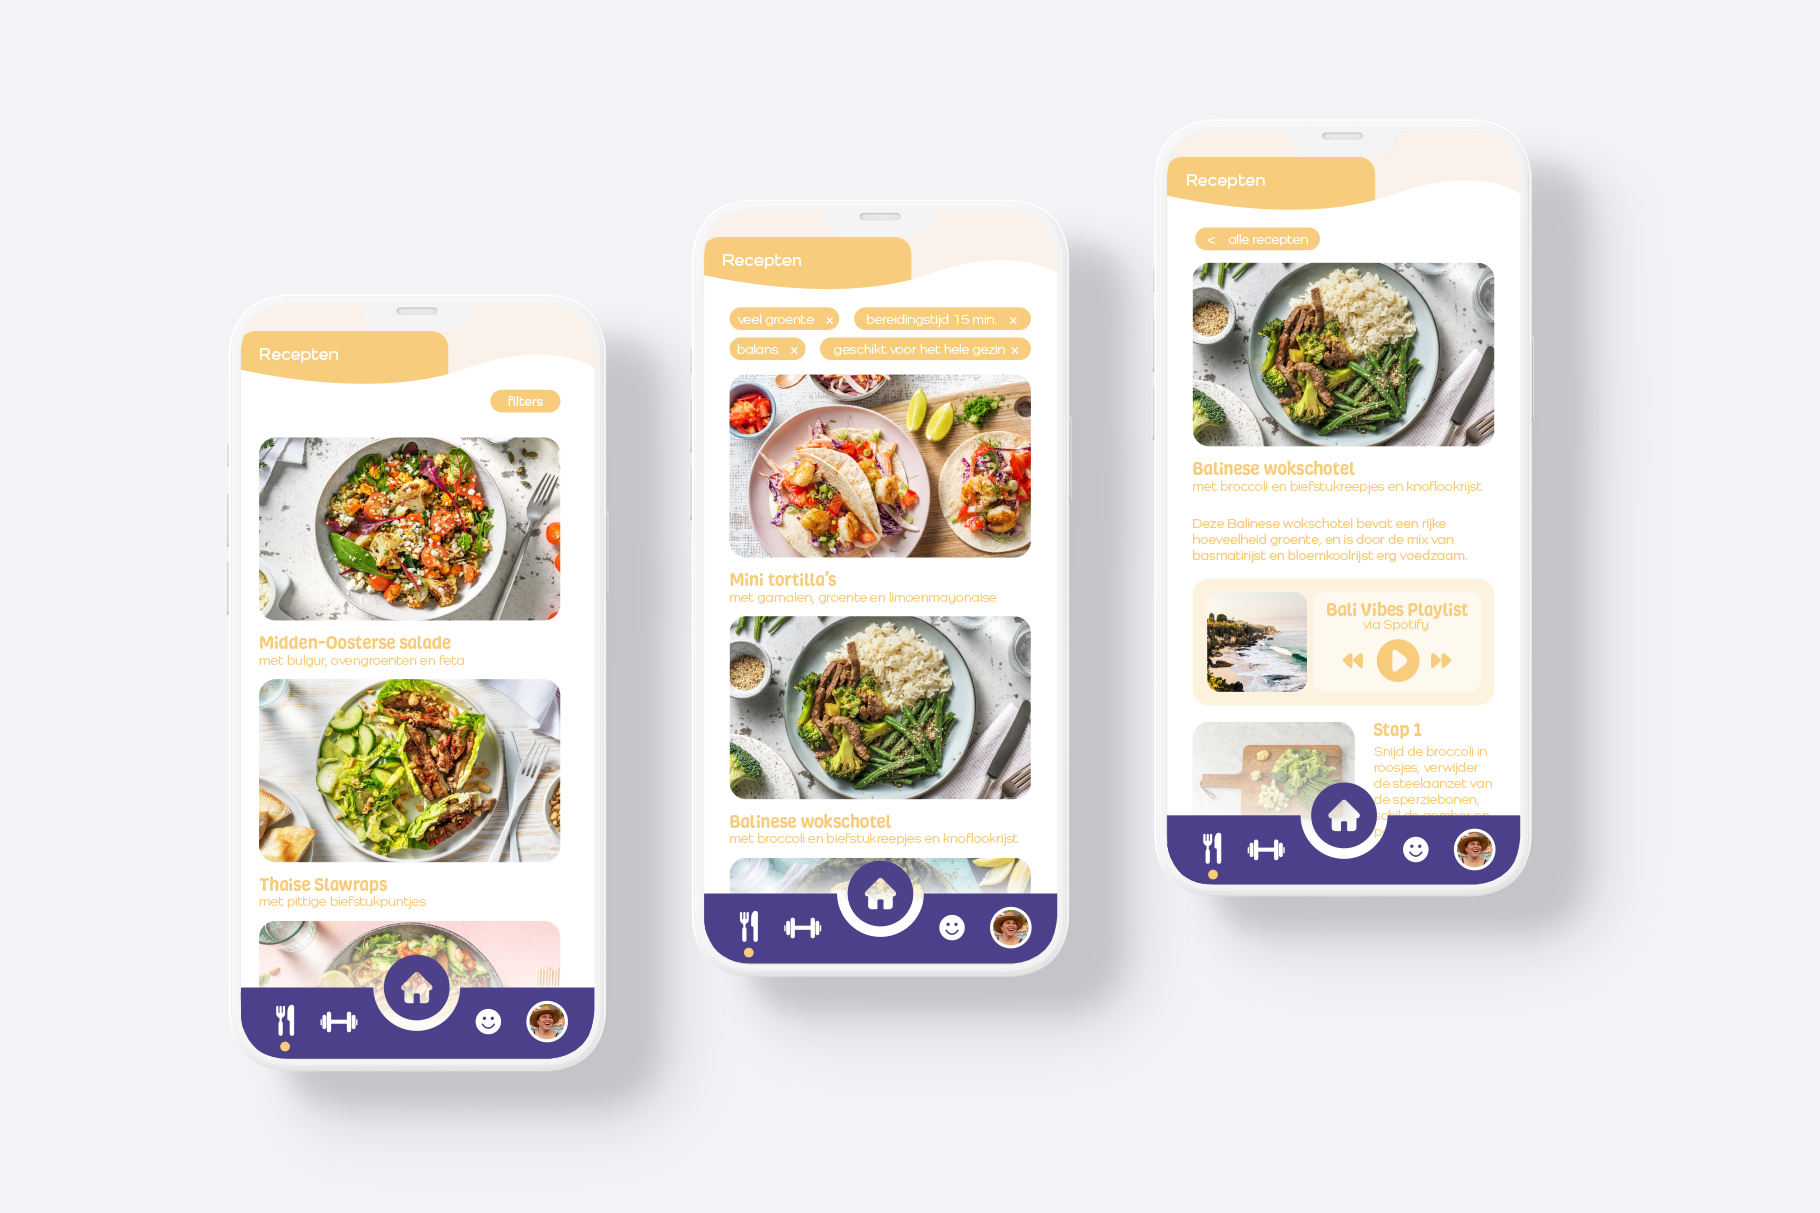 Recepten
filters
Midden-Oosterse salade
met bulgur, ovengroenten en feta
Thaise Slawraps
met pittige biefstukpuntjes
Recepten
veel groente x
bereidingstijd 15 min. x
balans x
geschikt voor het hele gezin x
Mini tortilla's
met garnalen, groente en limoenmayonaise
Balinese wokschotel
met broccoli en biefstukreepjes en knoflookrijst
Recepten
< alle recepten
Balinese wokschotel
met broccoli en biefstukreepjes en knoflookrijst
Deze Balinese wokschotel bevat een rijke
hoeveelheid groente, en is door de mix van
basmatirijst en bloemkoolrijst erg voedzaam.
Bali Vibes Playlist
via Spotify
Stap 1
Snijd de broccoli in
roosjes, verwijder
de steelaanzet van
de sperziebonen,
schil de gember en